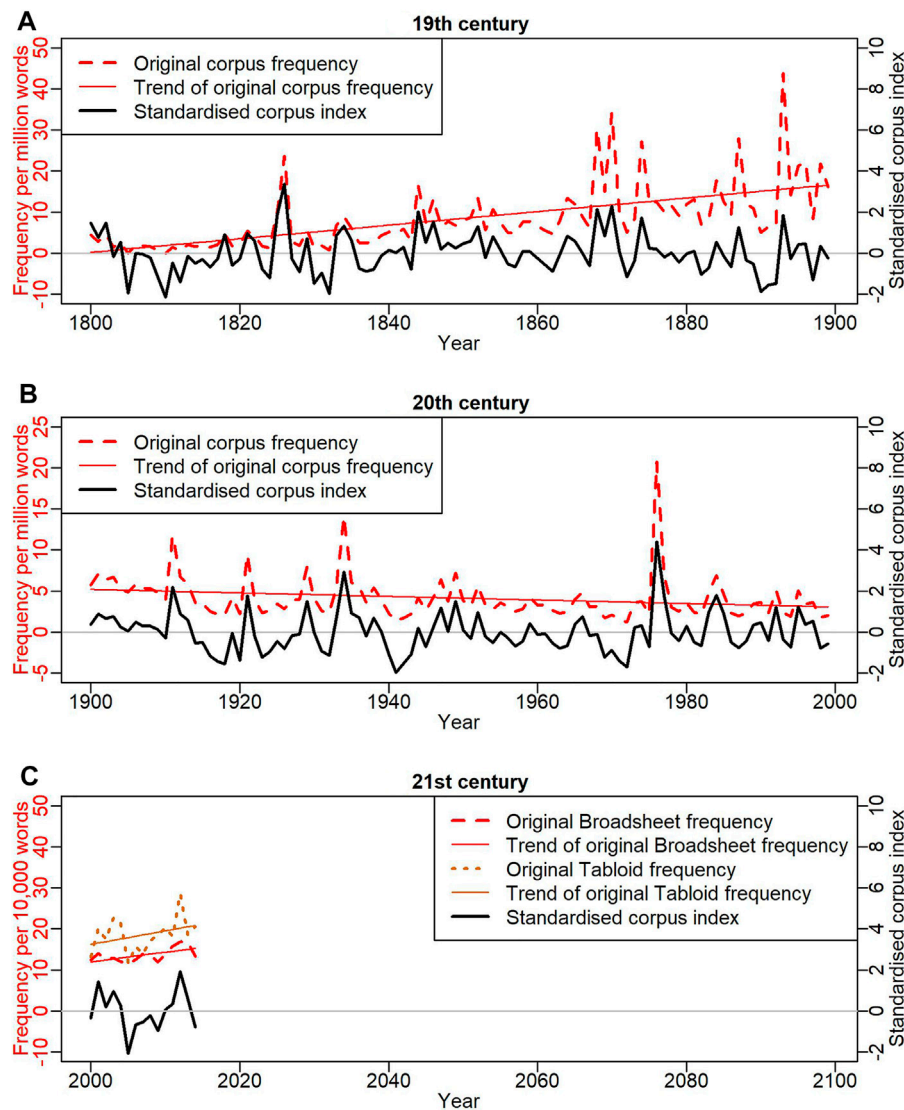 A
19th century
Frequency per million words
50
40
30
20
10
0
-10
Original corpus frequency
Trend of original corpus frequency
Standardised corpus index
10
8
6
4
2
0
-2
Standardised corpus index
1800
1820
1840
1860
1880
1900
Year
B
20th century
Frequency per million words
25
20
15
10
5
0
-5
Original corpus frequency
Trend of original corpus frequency
Standardised corpus index
10
8
6
4
2
0
-2
Standardised corpus index
1900
1920
1940
1960
1980
2000
Year
C
21st century
Frequency per 10,000 words
50
40
30
20
10
0
-10
Original Broadsheet frequency
Trend of original Broadsheet frequency
Original Tabloid frequency
Trend of original Tabloid frequency
Standardised corpus index
10
8
6
4
2
0
-2
Standardised corpus index
2000
2020
2040
2060
2080
2100
Year